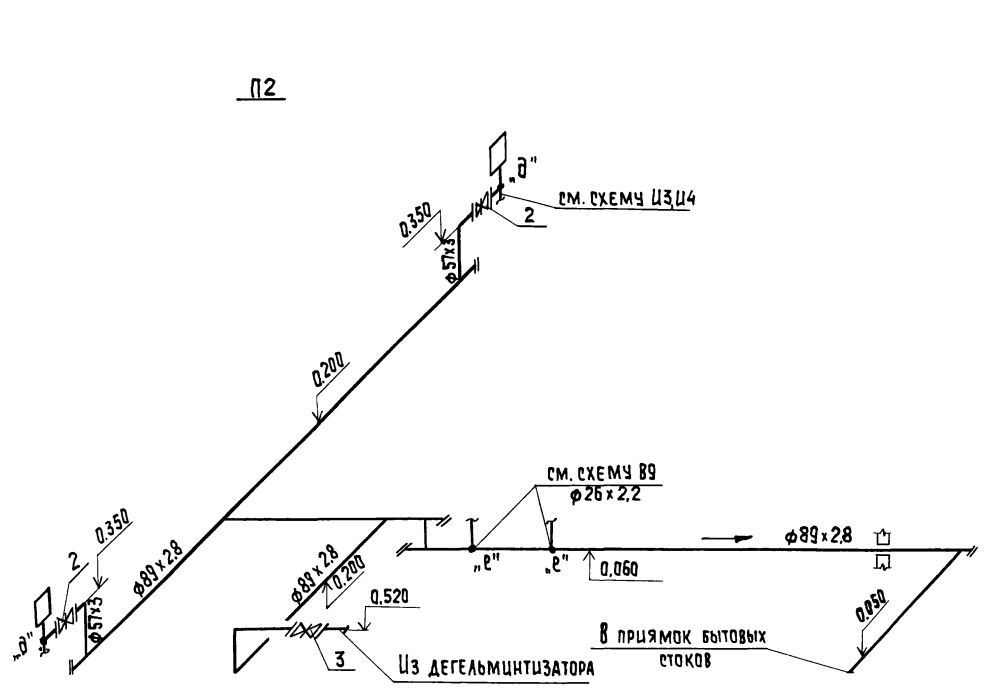 П2
„д"
см. схему И3,И4
2
0.350
ф57х3
0.200
см. схему В9
ф26×2,2
0.350
2
ф89×2,8
ф89×2,8
0.200
„е"
„е"
ф89×2,8
0,060
0,520
ф57х3
„д"
3
Из дегельминтизатора
0.050
В приямок бытовых
стоков